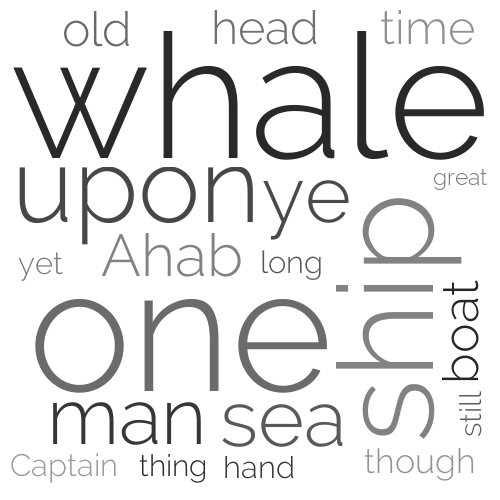 old head time
whale
upon ye great
yet Ahab long
ship
one
boat
man sea still
Captain thing hand though